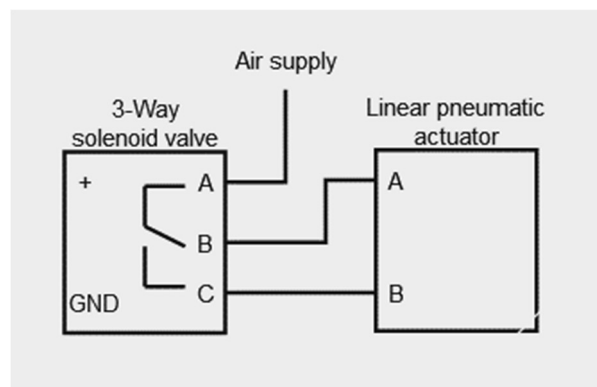 Air supply
3-Way
solenoid valve
Linear pneumatic
actuator
+
A
B
C
GND
A
B